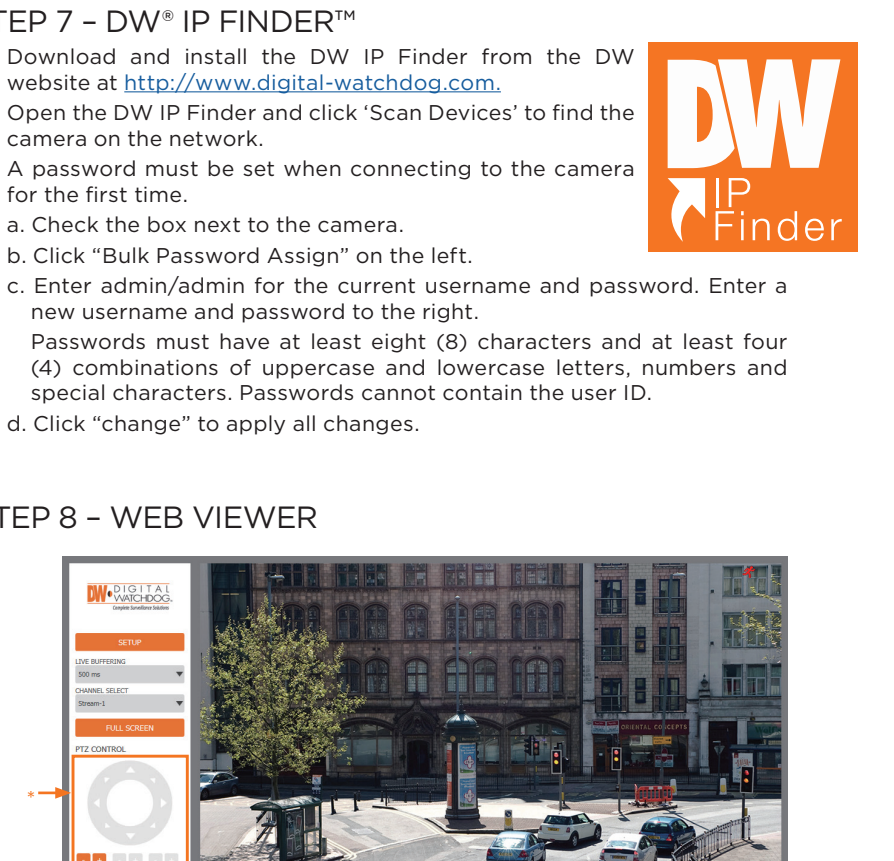 TEP 7 – DW® IP FINDER™
Download and install the DW IP Finder from the DW
website at http://www.digital-watchdog.com.
Open the DW IP Finder and click ‘Scan Devices’ to find the
camera on the network.
A password must be set when connecting to the camera
for the first time.
a. Check the box next to the camera.
b. Click “Bulk Password Assign” on the left.
c. Enter admin/admin for the current username and password. Enter a
new username and password to the right.
Passwords must have at least eight (8) characters and at least four
(4) combinations of uppercase and lowercase letters, numbers and
special characters. Passwords cannot contain the user ID.
d. Click “change” to apply all changes.
DW
IP
Finder
TEP 8 – WEB VIEWER
DW DIGITAL
WATCHDOG.
Complete Surveillance Solutions
SETUP
LIVE BUFFERING
500 ms
CHANNEL SELECT
Stream-1
FULL SCREEN
PTZ CONTROL
*
ORIENTAL CONCEPTS